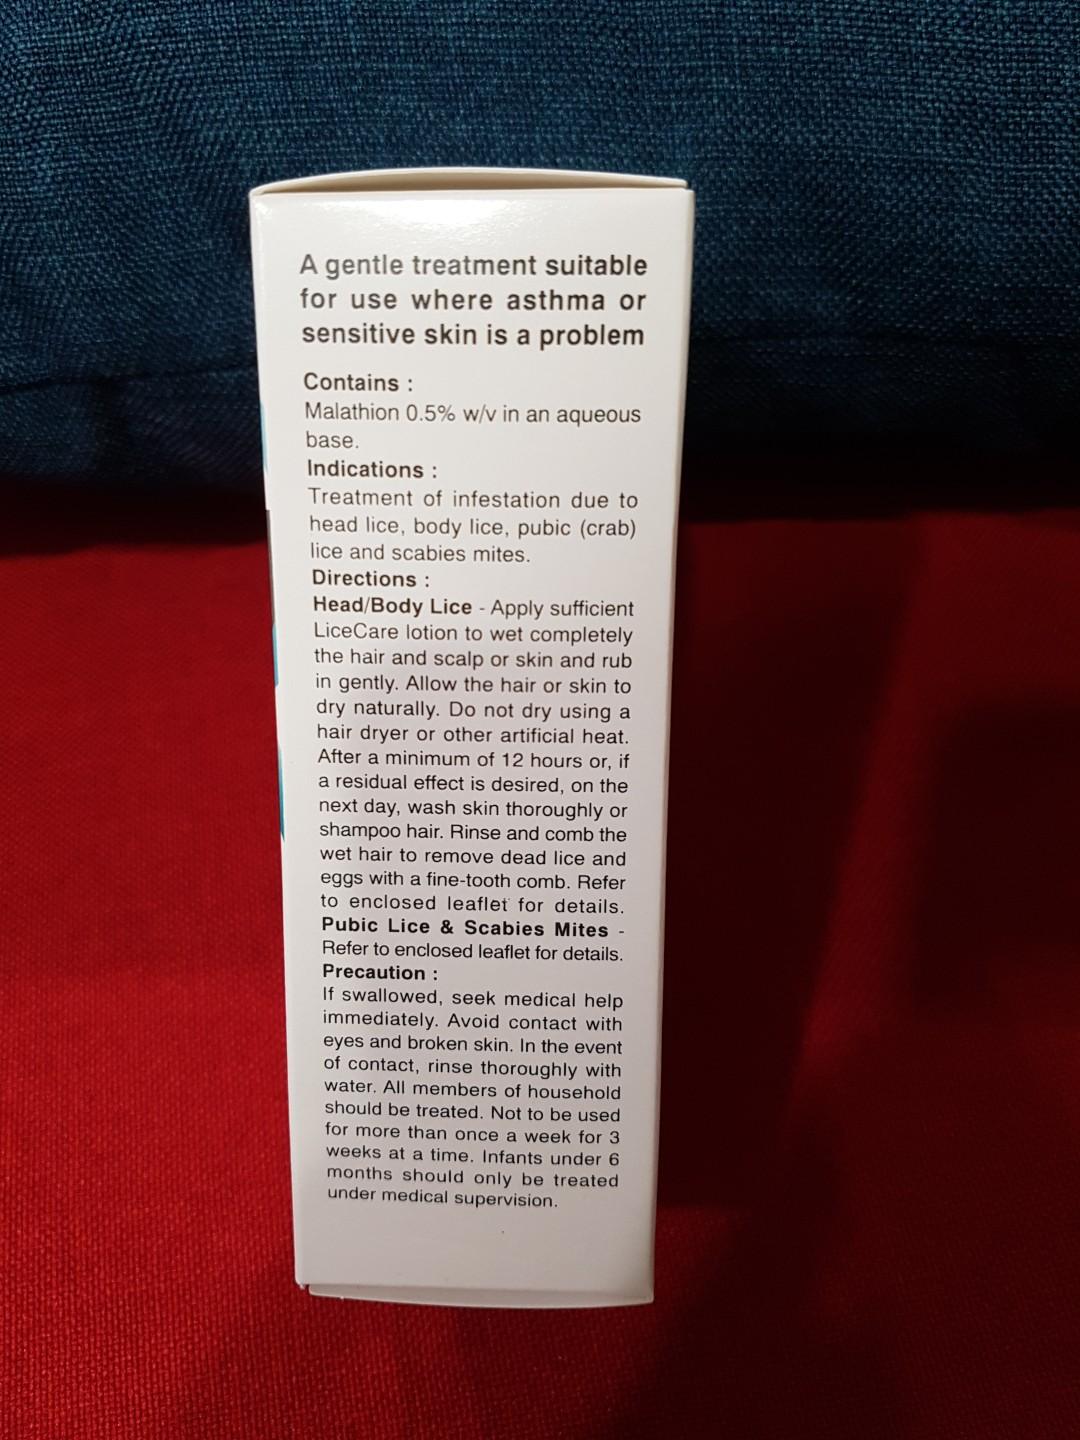 A gentle treatment suitable
for use where asthma or
sensitive skin is a problem
Contains :
Malathion 0.5% w/v in an aqueous
base.
Indications :
Treatment of infestation due to
head lice, body lice, pubic (crab)
lice and scabies mites.
Directions :
Head/Body Lice - Apply sufficient
LiceCare lotion to wet completely
the hair and scalp or skin and rub
in gently. Allow the hair or skin to
dry naturally. Do not dry using a
hair dryer or other artificial heat.
After a minimum of 12 hours or, if
a residual effect is desired, on the
next day, wash skin thoroughly or
shampoo hair. Rinse and comb the
wet hair to remove dead lice and
eggs with a fine-tooth comb. Refer
to enclosed leaflet for details.
Pubic Lice & Scabies Mites -
Refer to enclosed leaflet for details.
Precaution :
If swallowed, seek medical help
immediately. Avoid contact with
eyes and broken skin. In the event
of contact, rinse thoroughly with
water. All members of household
should be treated. Not to be used
for more than once a week for 3
weeks at a time. Infants under 6
months should only be treated
under medical supervision.